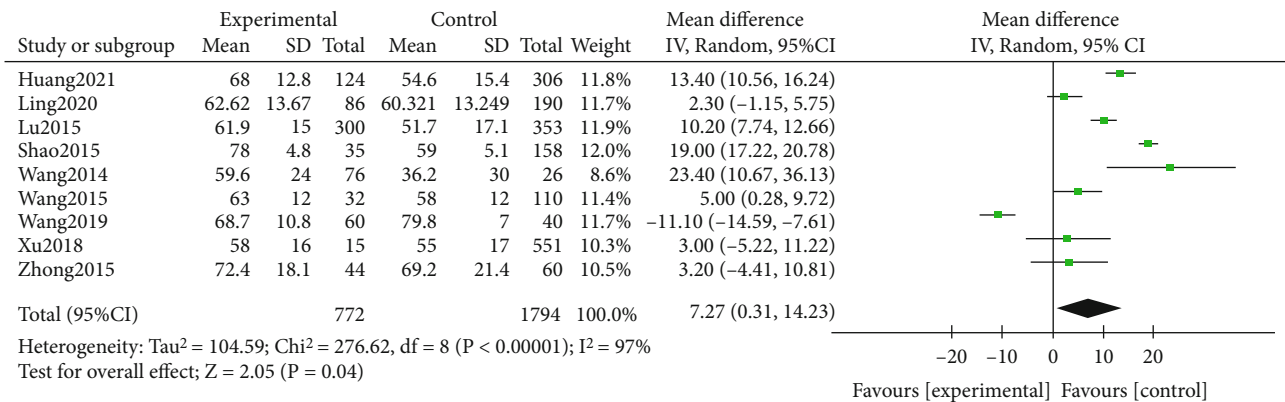 Experimental Control Mean difference Mean difference
Study or subgroup Mean SD Total Mean SD Total Weight IV, Random, 95%CI IV, Random, 95% CI
Huang2021 68 12.8 124 54.6 15.4 306 11.8% 13.40 (10.56, 16.24)
Ling2020 62.62 13.67 86 60.321 13.249 190 11.7% 2.30 (–1.15, 5.75)
Lu2015 61.9 15 300 51.7 17.1 353 11.9% 10.20 (7.74, 12.66)
Shao2015 78 4.8 35 59 5.1 158 12.0% 19.00 (17.22, 20.78)
Wang2014 59.6 24 76 36.2 30 26 8.6% 23.40 (10.67, 36.13)
Wang2015 63 12 32 58 12 110 11.4% 5.00 (0.28, 9.72)
Wang2019 68.7 10.8 60 79.8 7 40 11.7% –11.10 (–14.59, –7.61)
Xu2018 58 16 15 55 17 551 10.3% 3.00 (–5.22, 11.22)
Zhong2015 72.4 18.1 44 69.2 21.4 60 10.5% 3.20 (–4.41, 10.81)
Total (95%CI) 772 1794 100.0% 7.27 (0.31, 14.23)
Heterogeneity: Tau² = 104.59; Chi² = 276.62, df = 8 (P < 0.00001); I² = 97%
Test for overall effect; Z = 2.05 (P = 0.04)
–20 –10 0 10 20
Favours [experimental] Favours [control]